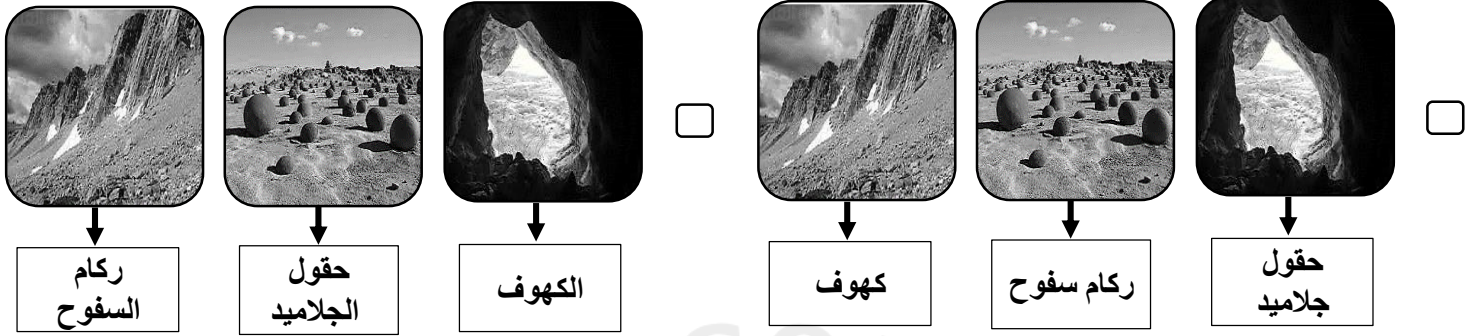 حقول
جلاميد
ركام سفوح
كهوف
الكهوف
حقول
الجلاميد
ركام
السفوح